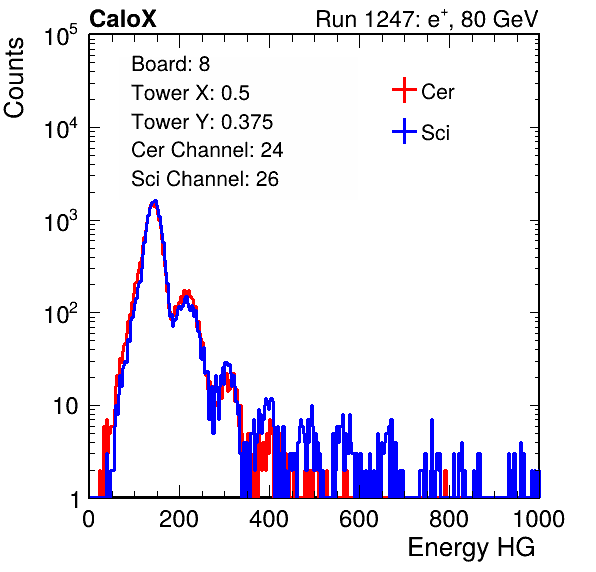 CaloX Run 1247: e⁺, 80 GeV
Counts
Board: 8
Tower X: 0.5
Tower Y: 0.375
Cer Channel: 24
Sci Channel: 26
Cer
Sci
10⁵
10⁴
10³
10²
10
1
0 200 400 600 800 1000
Energy HG